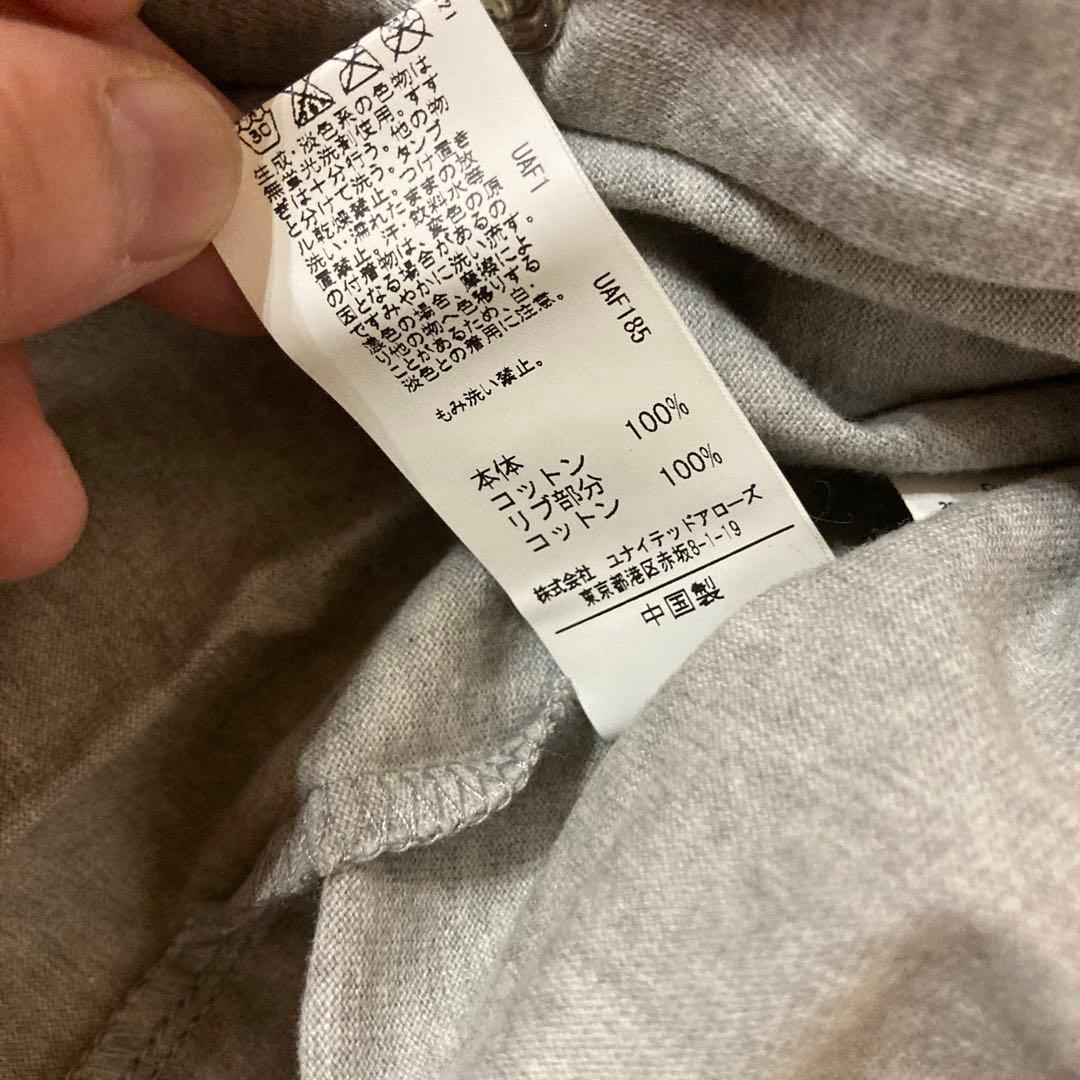 21
30
UAF1
生成・淡色系の色物は
無蛍光洗剤使用。すす
ぎは十分行う。他の物
と分けて洗う。タンブ
ル乾燥禁止。つけ置き
洗い、濡れたままの放
置禁止。汗、飲料水等
の付着物は、変色の原
因となる場合があるの
ですみやかに洗い流す。
濃色の場合、摩擦によ
り他の物へ色移りする
ことがあるため、白・
淡色との着用に注意。
UAF185
もみ洗い禁止。
本体
コットン 100%
リブ部分
コットン 100%
株式会社 ユナイテッドアローズ
東京都港区赤坂8-1-19
中国製